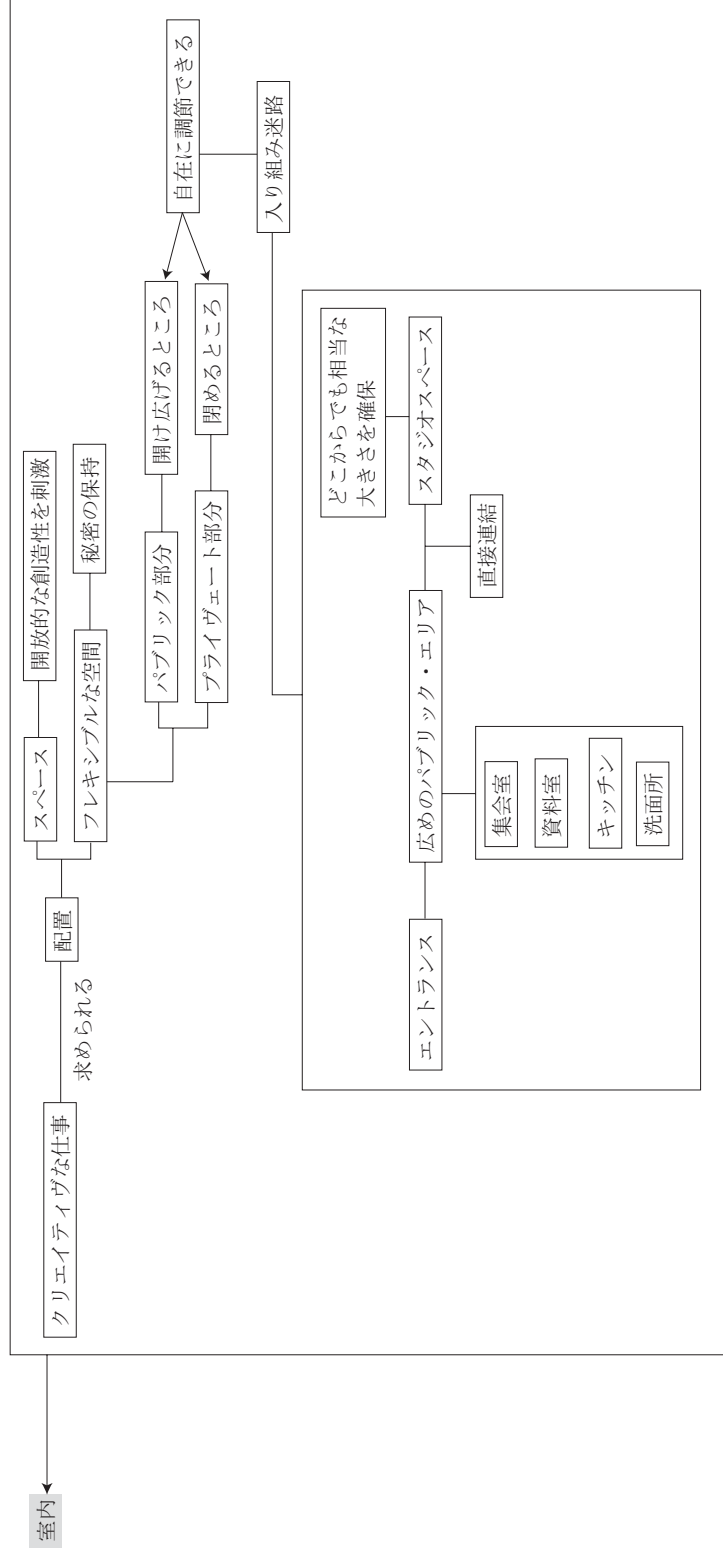 室内
クリエイティヴな仕事
求められる
配置
スペース
開放的な創造性を刺激
フレキシブルな空間
秘密の保持
パブリック部分
開け広げるところ
プライヴェート部分
閉めるところ
自在に調節できる
入り組み迷路
エントランス
広めのパブリック・エリア
スタジオスペース
どこからでも相当な
大きさを確保
直接連結
集会室
資料室
キッチン
洗面所